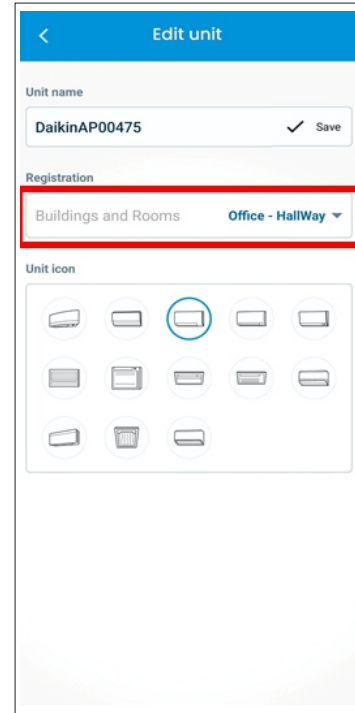 Edit unit
Unit name
DaikinAP00475 Save
Registration
Buildings and Rooms Office - HallWay
Unit icon